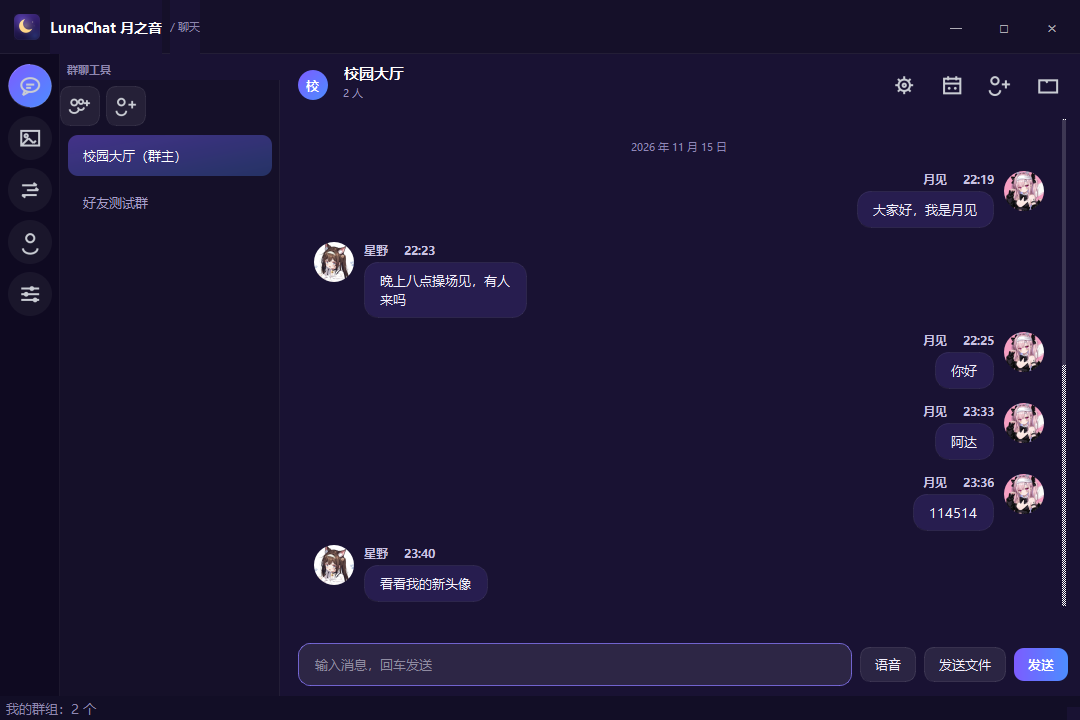 LunaChat 月之音 / 聊天
群聊工具
校园大厅（群主）
好友测试群
校
校园大厅
2 人
2026 年 11 月 15 日
月见 22:19
大家好，我是月见
星野 22:23
晚上八点操场见，有人
来吗
月见 22:25
你好
月见 23:33
阿达
月见 23:36
114514
星野 23:40
看看我的新头像
输入消息，回车发送
语音
发送文件
发送
我的群组：2 个